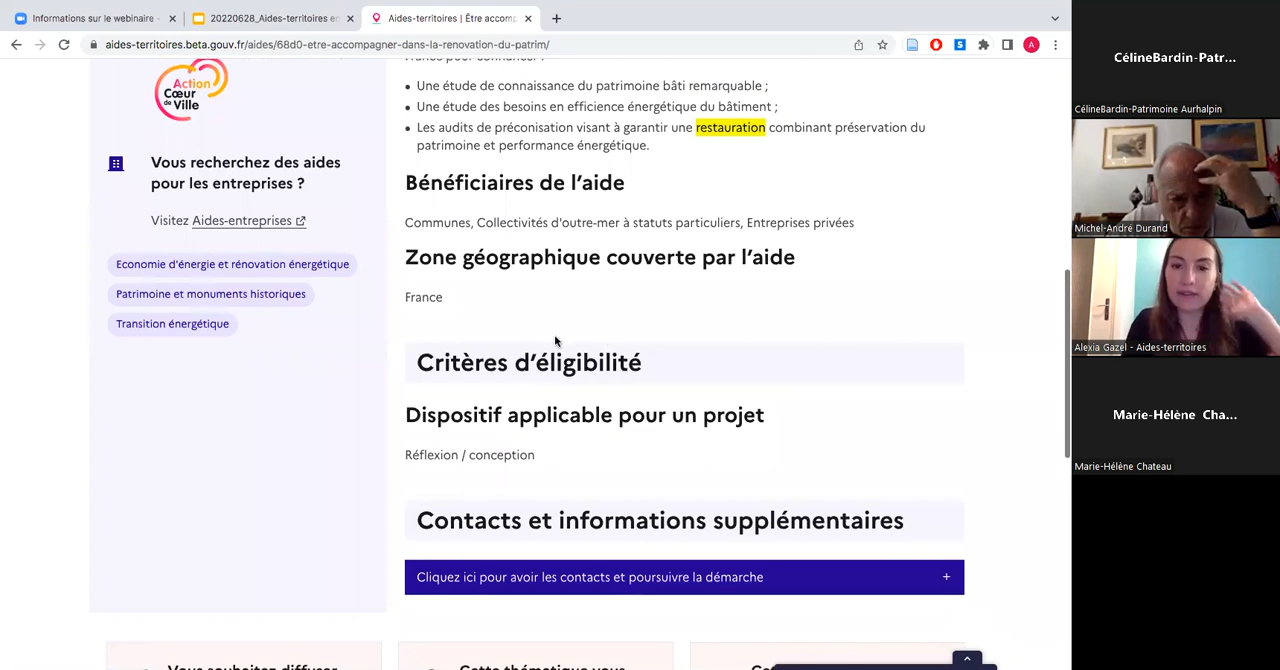 Informations sur le webinaire -
20220628_Aides-territoires en
Aides-territoires | Être accomp
aides-territoires.beta.gouv.fr/aides/68d0-etre-accompagner-dans-la-renovation-du-patrim/
A
Action
Cœur
de Ville
Vous recherchez des aides
pour les entreprises ?
Visitez Aides-entreprises
Economie d'énergie et rénovation énergétique
Patrimoine et monuments historiques
Transition énergétique
• Une étude de connaissance du patrimoine bâti remarquable ;
• Une étude des besoins en efficience énergétique du bâtiment ;
• Les audits de préconisation visant à garantir une restauration combinant préservation du
patrimoine et performance énergétique.
Bénéficiaires de l’aide
Communes, Collectivités d'outre-mer à statuts particuliers, Entreprises privées
Zone géographique couverte par l’aide
France
Critères d’éligibilité
Dispositif applicable pour un projet
Réflexion / conception
Contacts et informations supplémentaires
Cliquez ici pour avoir les contacts et poursuivre la démarche +
Vous souhaitez diffuser
Cette thématique vous
CélineBardin-Patr...
CélineBardin-Patrimoine Aurhalpin
Michel-André Durand
Alexia Gazel - Aides-territoires
Marie-Hélène Cha...
Marie-Hélène Chateau